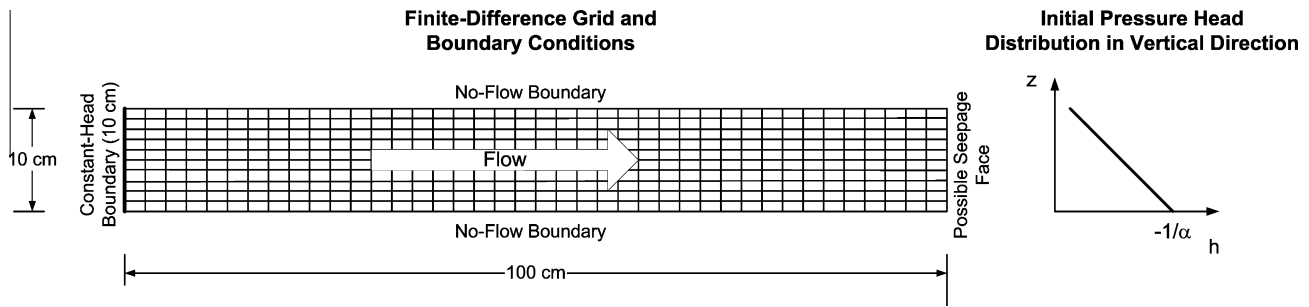 Finite-Difference Grid and
Boundary Conditions
Initial Pressure Head
Distribution in Vertical Direction
No-Flow Boundary
Constant-Head
Boundary (10 cm)
10 cm
Flow
Possible Seepage
Face
No-Flow Boundary
100 cm
z
-1/α
h